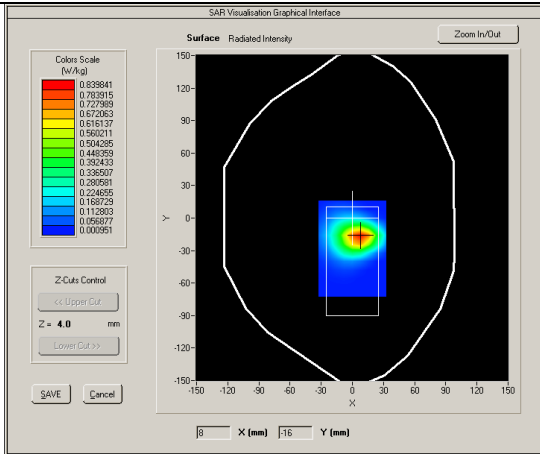 SAR Visualisation Graphical Interface
Surface Radiated Intensity
Zoom In/Out
Colors Scale
(W/kg)
0.839841
0.783915
0.727989
0.672063
0.616137
0.560211
0.504285
0.448359
0.392433
0.336507
0.280581
0.224655
0.168729
0.112803
0.056877
0.000951
Z-Cuts Control
<< Upper Cut
Z = 4.0 mm
Lower Cut >>
SAVE Cancel
150
120
90
60
30
Y 0
-30
-60
-90
-120
-150
-150 -120 -90 -60 -30 0 30 60 90 120 150
X
8 X (mm) -16 Y (mm)